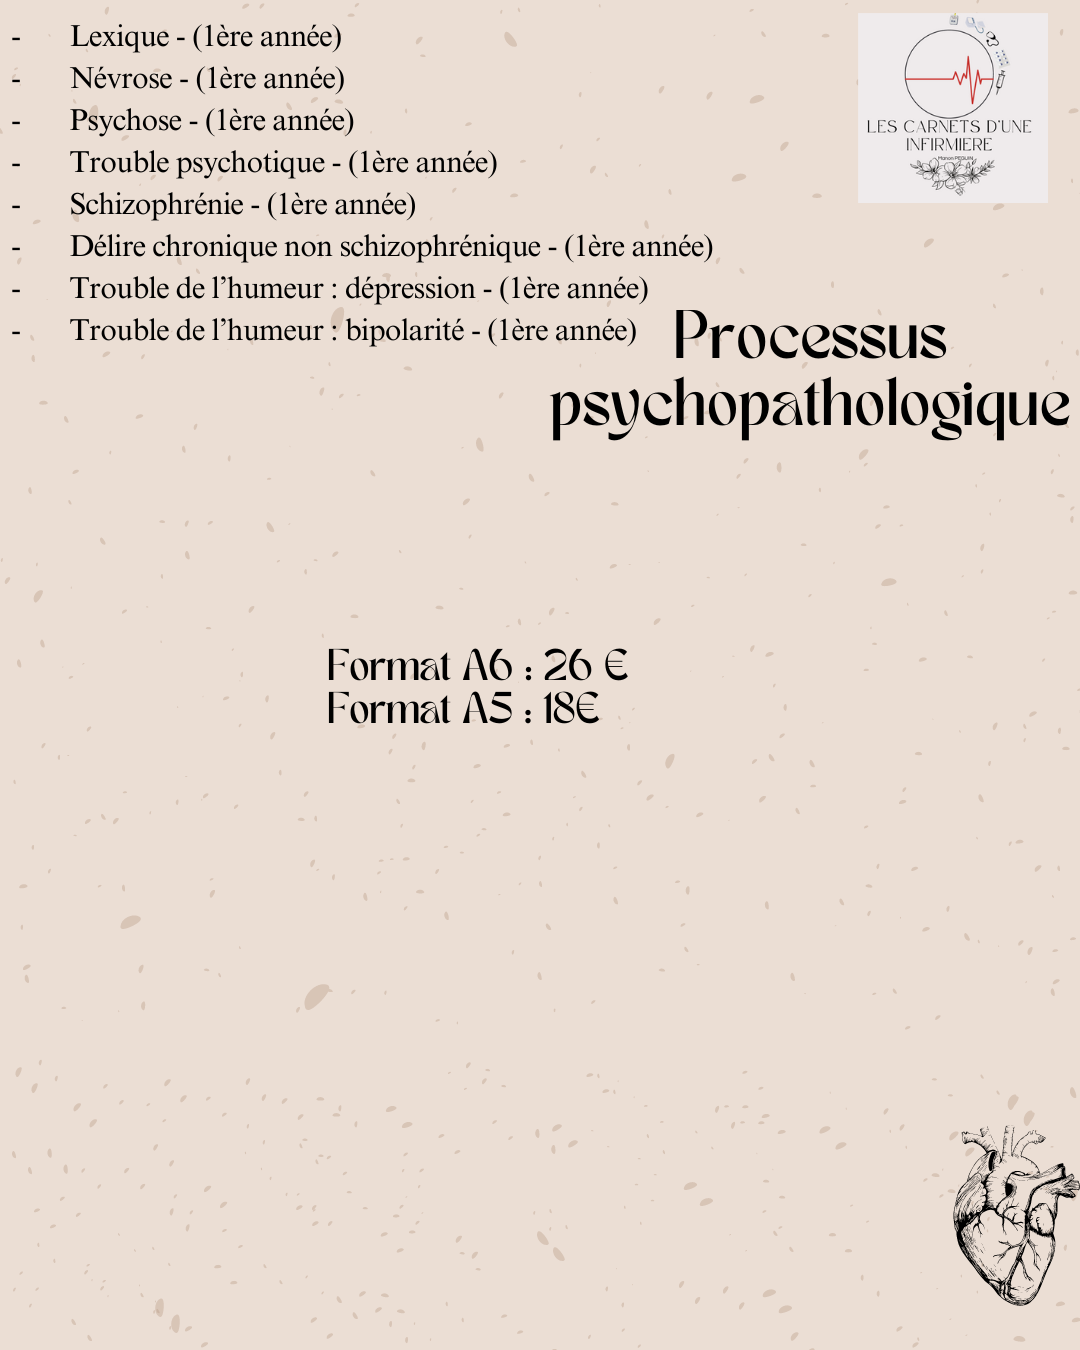 - Lexique - (1ère année)
- Névrose - (1ère année)
- Psychose - (1ère année)
- Trouble psychotique - (1ère année)
- Schizophrénie - (1ère année)
- Délire chronique non schizophrénique - (1ère année)
- Trouble de l’humeur : dépression - (1ère année)
- Trouble de l’humeur : bipolarité - (1ère année)
LES CARNETS D'UNE
INFIRMIERE
Manon PEQUIN
Processus
psychopathologique
Format A6 : 26 €
Format A5 : 18€